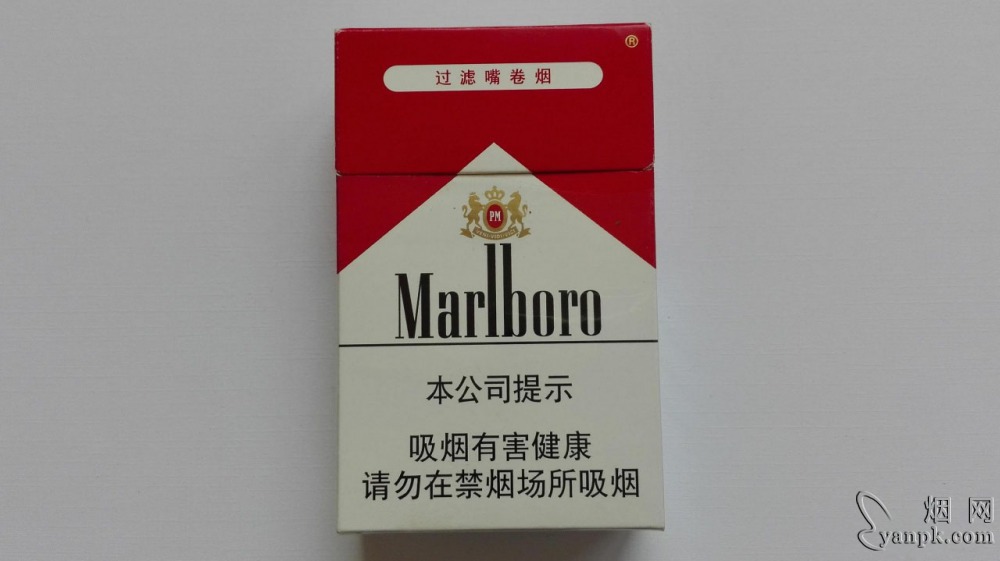 ®
过滤嘴卷烟
PM
Marlboro
本公司提示
吸烟有害健康
请勿在禁烟场所吸烟
烟网
yanpk.com